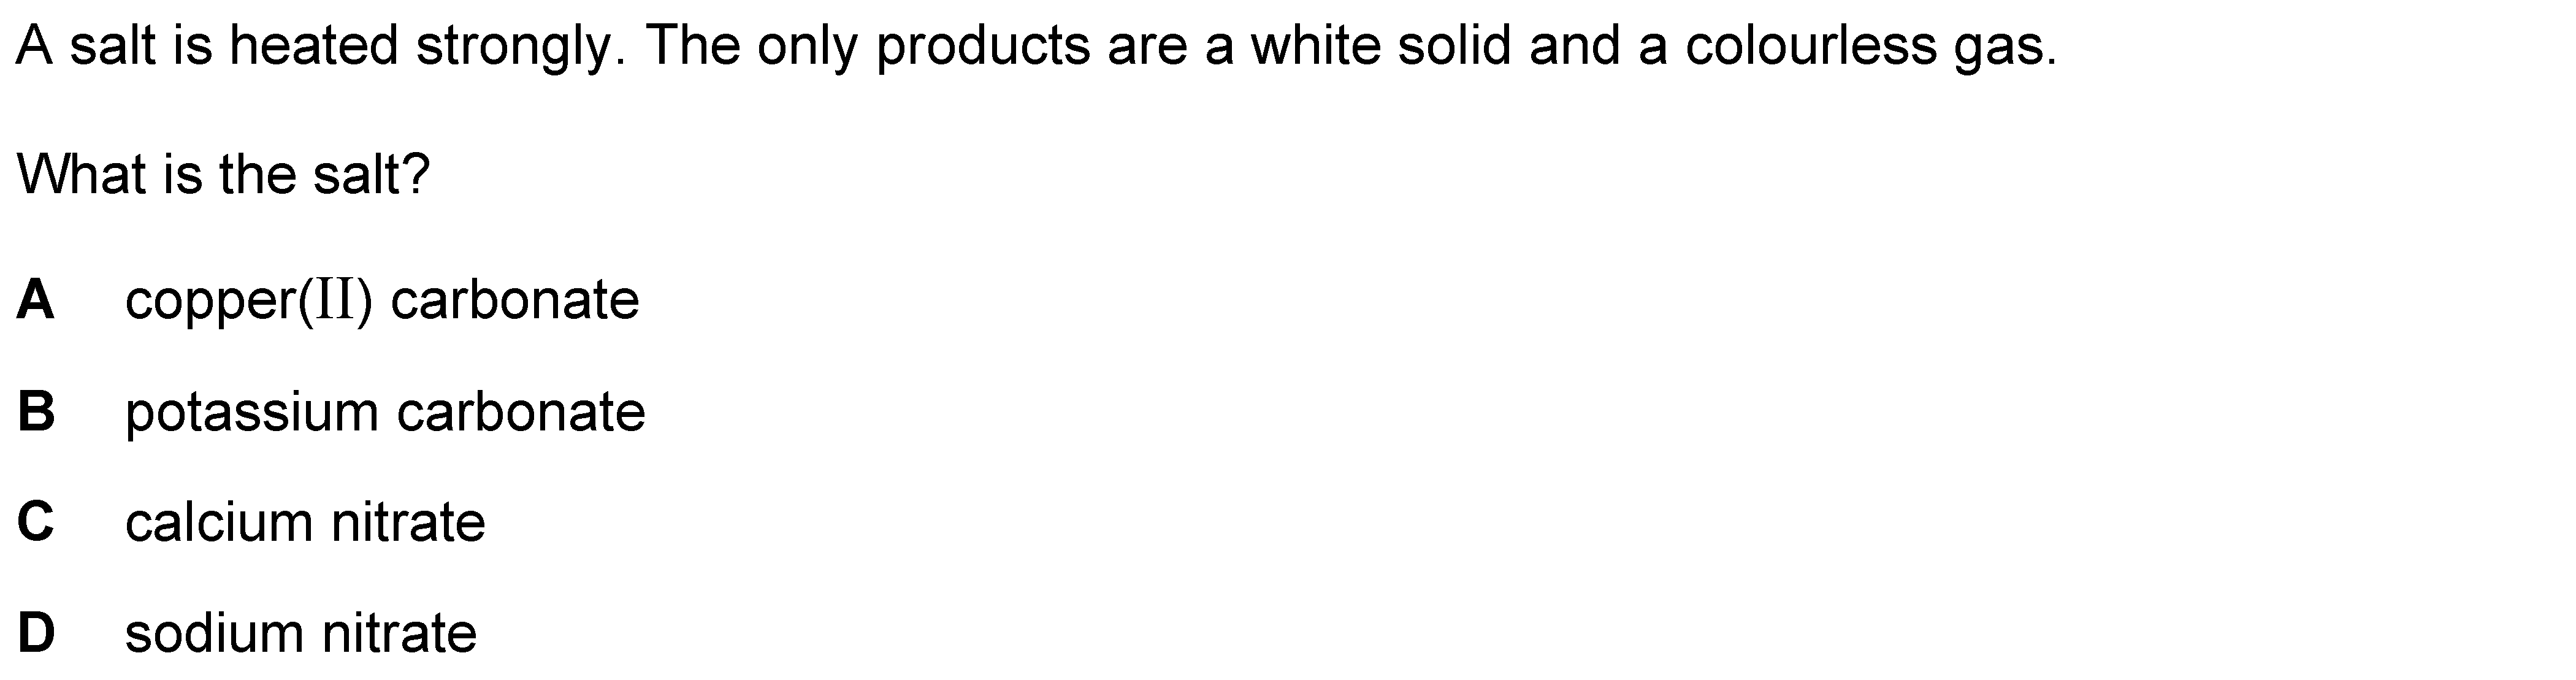 A salt is heated strongly. The only products are a white solid and a colourless gas.
What is the salt?
A copper(II) carbonate
B potassium carbonate
C calcium nitrate
D sodium nitrate